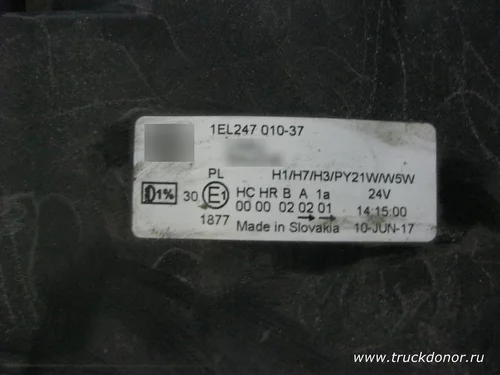 1EL247 010-37
PL H1/H7/H3/PY21W/W5W
1% 30 E1 HC HR B A 1a 24V
00 00 02 02 01 14:15:00
1877 Made in Slovakia 10-JUN-17
www.truckdonor.ru